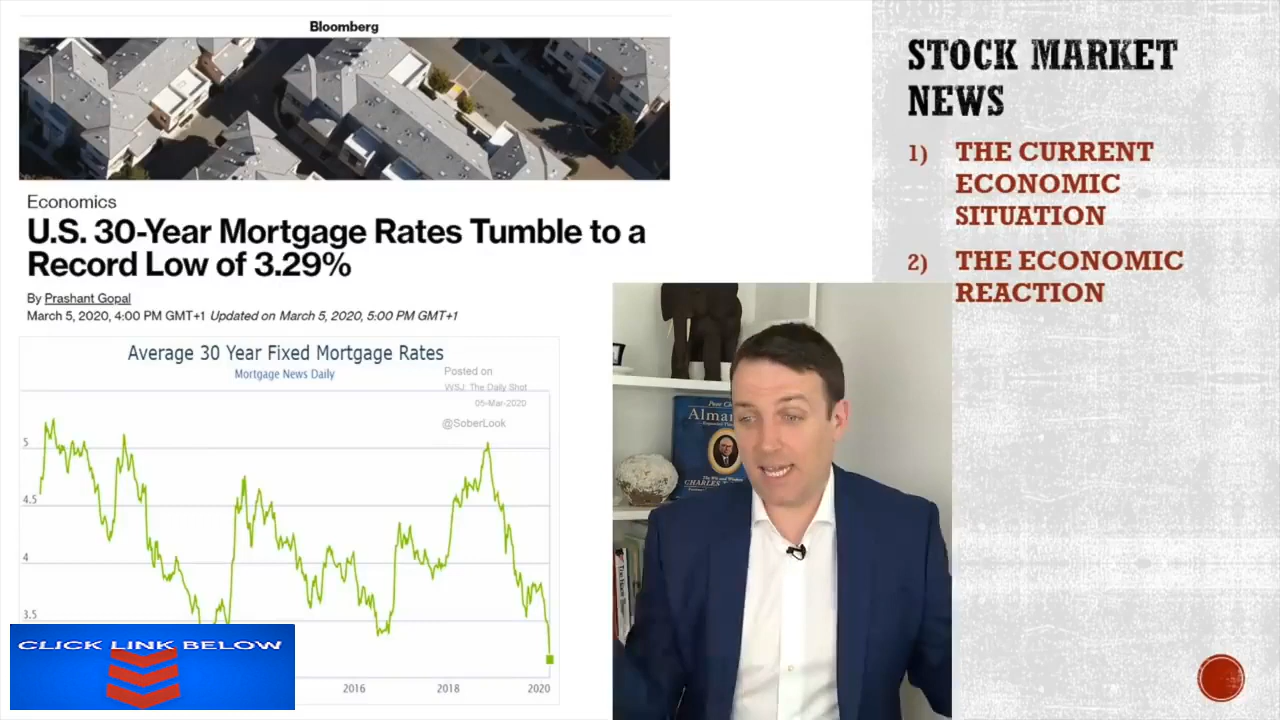 Bloomberg
Economics
U.S. 30-Year Mortgage Rates Tumble to a
Record Low of 3.29%
By Prashant Gopal
March 5, 2020, 4:00 PM GMT+1 Updated on March 5, 2020, 5:00 PM GMT+1
Average 30 Year Fixed Mortgage Rates
Mortgage News Daily
Posted on
WSJ: The Daily Shot
05-Mar-2020
@SoberLook
5
4.5
4
3.5
2016
2018
2020
CLICK LINK BELOW
STOCK MARKET
NEWS
1) THE CURRENT
ECONOMIC
SITUATION
2) THE ECONOMIC
REACTION
CHARLES